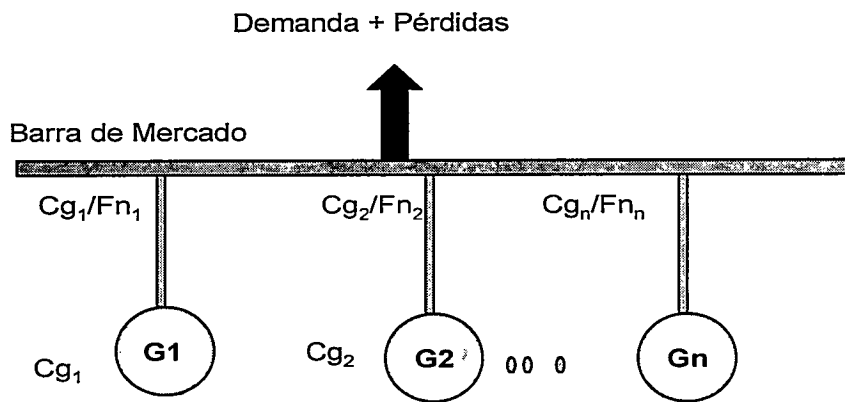 Demanda + Pérdidas
Barra de Mercado
Cg₁/Fn₁ Cg₂/Fn₂ Cgₙ/Fnₙ
Cg₁ G1 Cg₂ G2 00 0 Gn